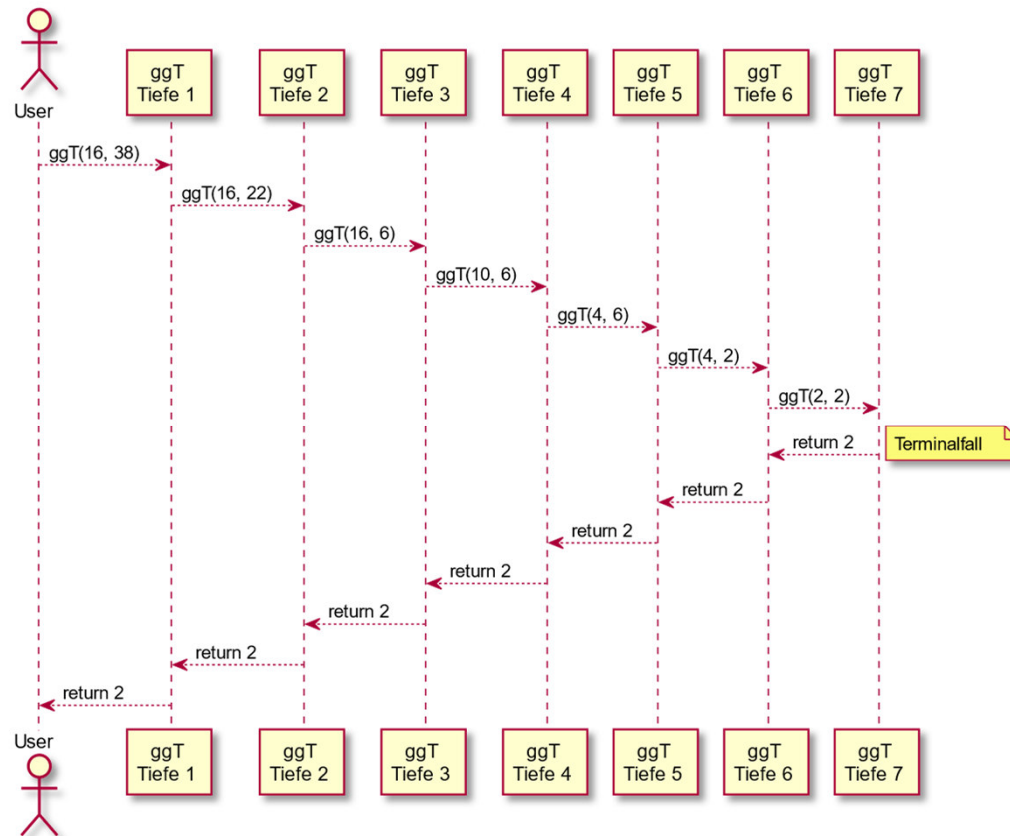 ggT
Tiefe 1
ggT
Tiefe 2
ggT
Tiefe 3
ggT
Tiefe 4
ggT
Tiefe 5
ggT
Tiefe 6
ggT
Tiefe 7
User
ggT(16, 38)
ggT(16, 22)
ggT(16, 6)
ggT(10, 6)
ggT(4, 6)
ggT(4, 2)
ggT(2, 2)
return 2
Terminalfall
return 2
return 2
return 2
return 2
return 2
return 2
User
ggT
Tiefe 1
ggT
Tiefe 2
ggT
Tiefe 3
ggT
Tiefe 4
ggT
Tiefe 5
ggT
Tiefe 6
ggT
Tiefe 7